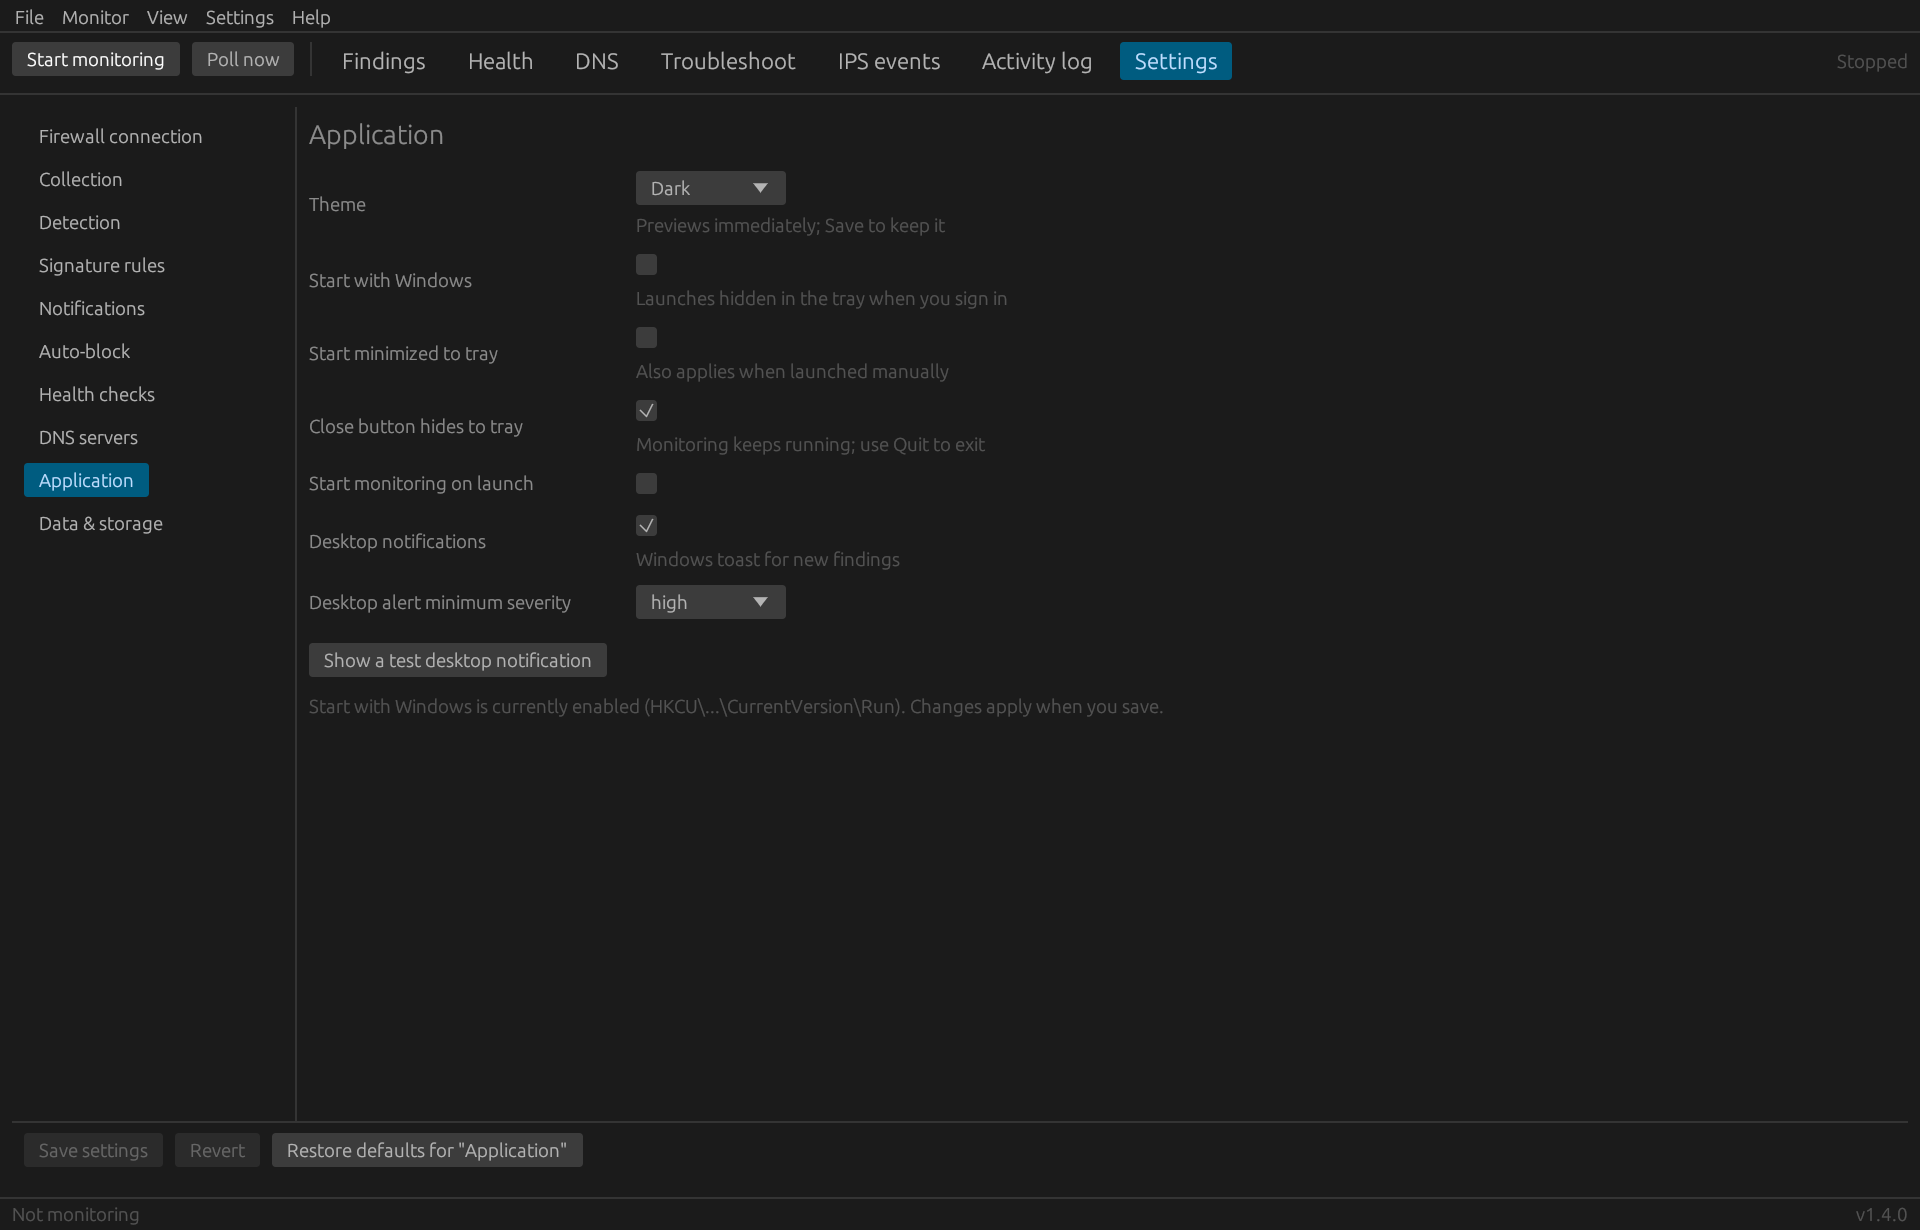 File Monitor View Settings Help
Start monitoring Poll now Findings Health DNS Troubleshoot IPS events Activity log Settings Stopped
Firewall connection
Collection
Detection
Signature rules
Notifications
Auto-block
Health checks
DNS servers
Application
Data & storage
Application
Theme Dark
Previews immediately; Save to keep it
Start with Windows
Launches hidden in the tray when you sign in
Start minimized to tray
Also applies when launched manually
Close button hides to tray
Monitoring keeps running; use Quit to exit
Start monitoring on launch
Desktop notifications
Windows toast for new findings
Desktop alert minimum severity high
Show a test desktop notification
Start with Windows is currently enabled (HKCU\...\CurrentVersion\Run). Changes apply when you save.
Save settings Revert Restore defaults for "Application"
Not monitoring v1.4.0